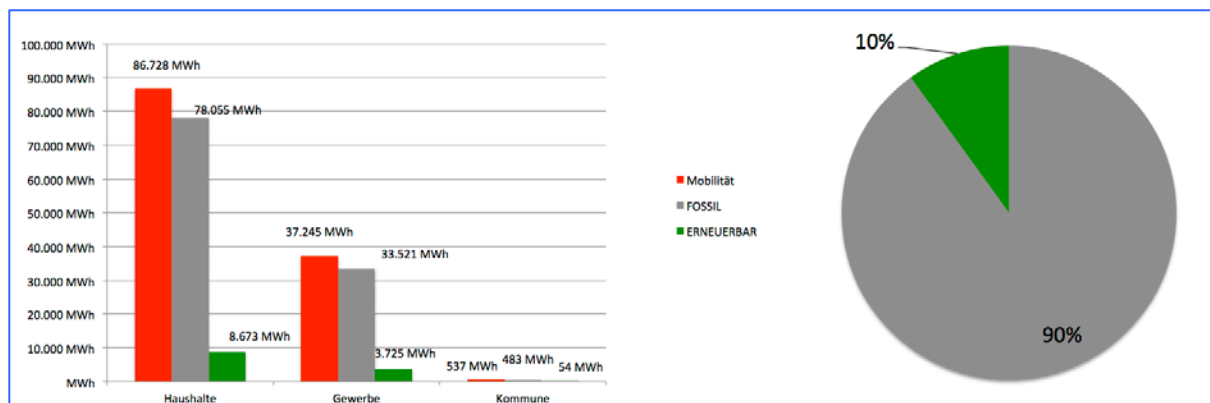 100.000 MWh
90.000 MWh
80.000 MWh
70.000 MWh
60.000 MWh
50.000 MWh
40.000 MWh
30.000 MWh
20.000 MWh
10.000 MWh
MWh
86.728 MWh
78.055 MWh
8.673 MWh
37.245 MWh
33.521 MWh
3.725 MWh
537 MWh
483 MWh
54 MWh
Haushalte
Gewerbe
Kommune
Mobilität
FOSSIL
ERNEUERBAR
10%
90%